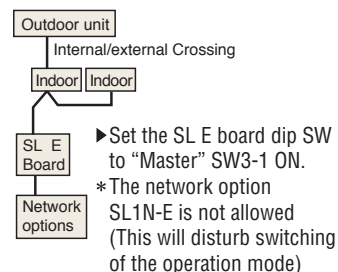 Outdoor unit
Internal/external Crossing
Indoor Indoor
SL E
Board
Network
options
▶Set the SL E board dip SW
to “Master” SW3-1 ON.
*The network option
SL1N-E is not allowed
(This will disturb switching
of the operation mode)